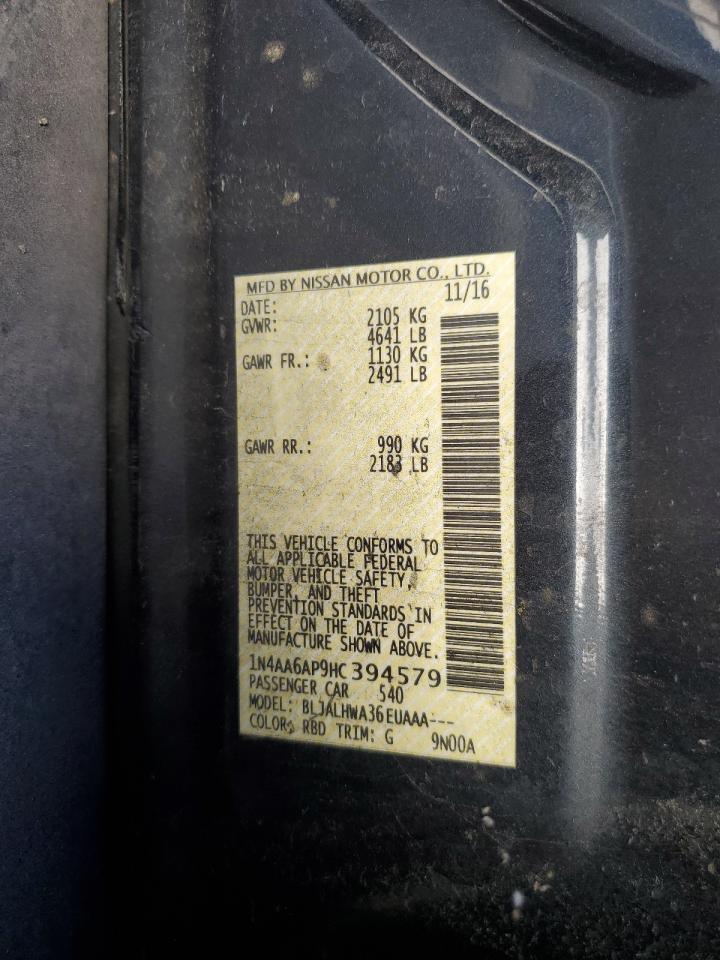 MFD BY NISSAN MOTOR CO., LTD.
DATE: 11/16
GVWR: 2105 KG
4641 LB
GAWR FR.: 1130 KG
2491 LB
GAWR RR.: 990 KG
2183 LB
THIS VEHICLE CONFORMS TO
ALL APPLICABLE FEDERAL
MOTOR VEHICLE SAFETY,
BUMPER, AND THEFT
PREVENTION STANDARDS IN
EFFECT ON THE DATE OF
MANUFACTURE SHOWN ABOVE.
1N4AA6AP9HC394579
PASSENGER CAR 540
MODEL: BLJALHWA36EUAAA---
COLOR: RBD TRIM: G 9N00A